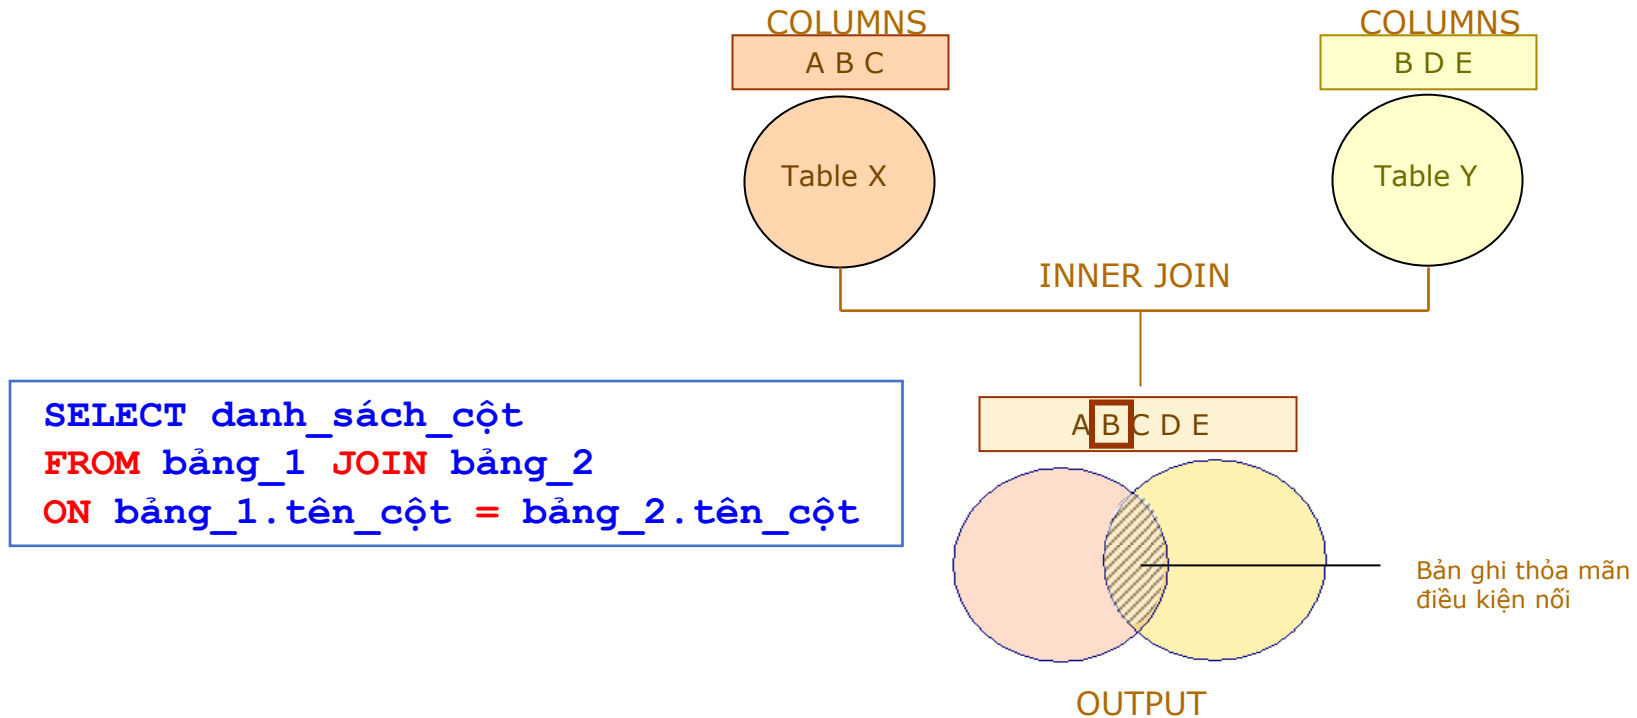 COLUMNS
A B C
Table X
COLUMNS
B D E
Table Y
INNER JOIN
SELECT danh_sách_cột
FROM bảng_1 JOIN bảng_2
ON bảng_1.tên_cột = bảng_2.tên_cột
A B C D E
Bản ghi thỏa mãn
điều kiện nối
OUTPUT